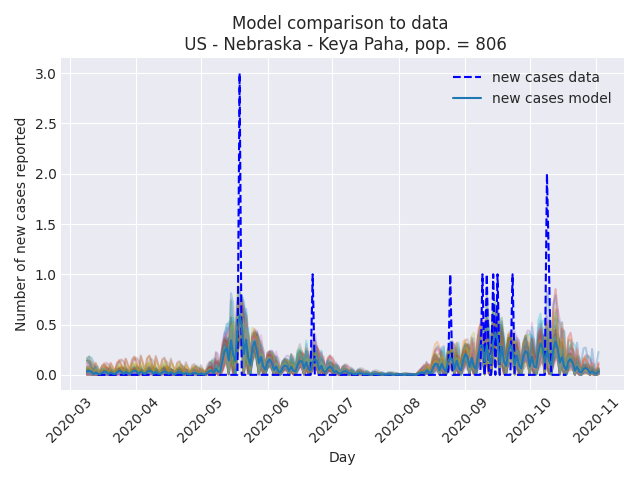 Model comparison to data
US - Nebraska - Keya Paha, pop. = 806
new cases data
new cases model
Number of new cases reported
3.0
2.5
2.0
1.5
1.0
0.5
0.0
2020-03
2020-04
2020-05
2020-06
2020-07
2020-08
2020-09
2020-10
2020-11
Day